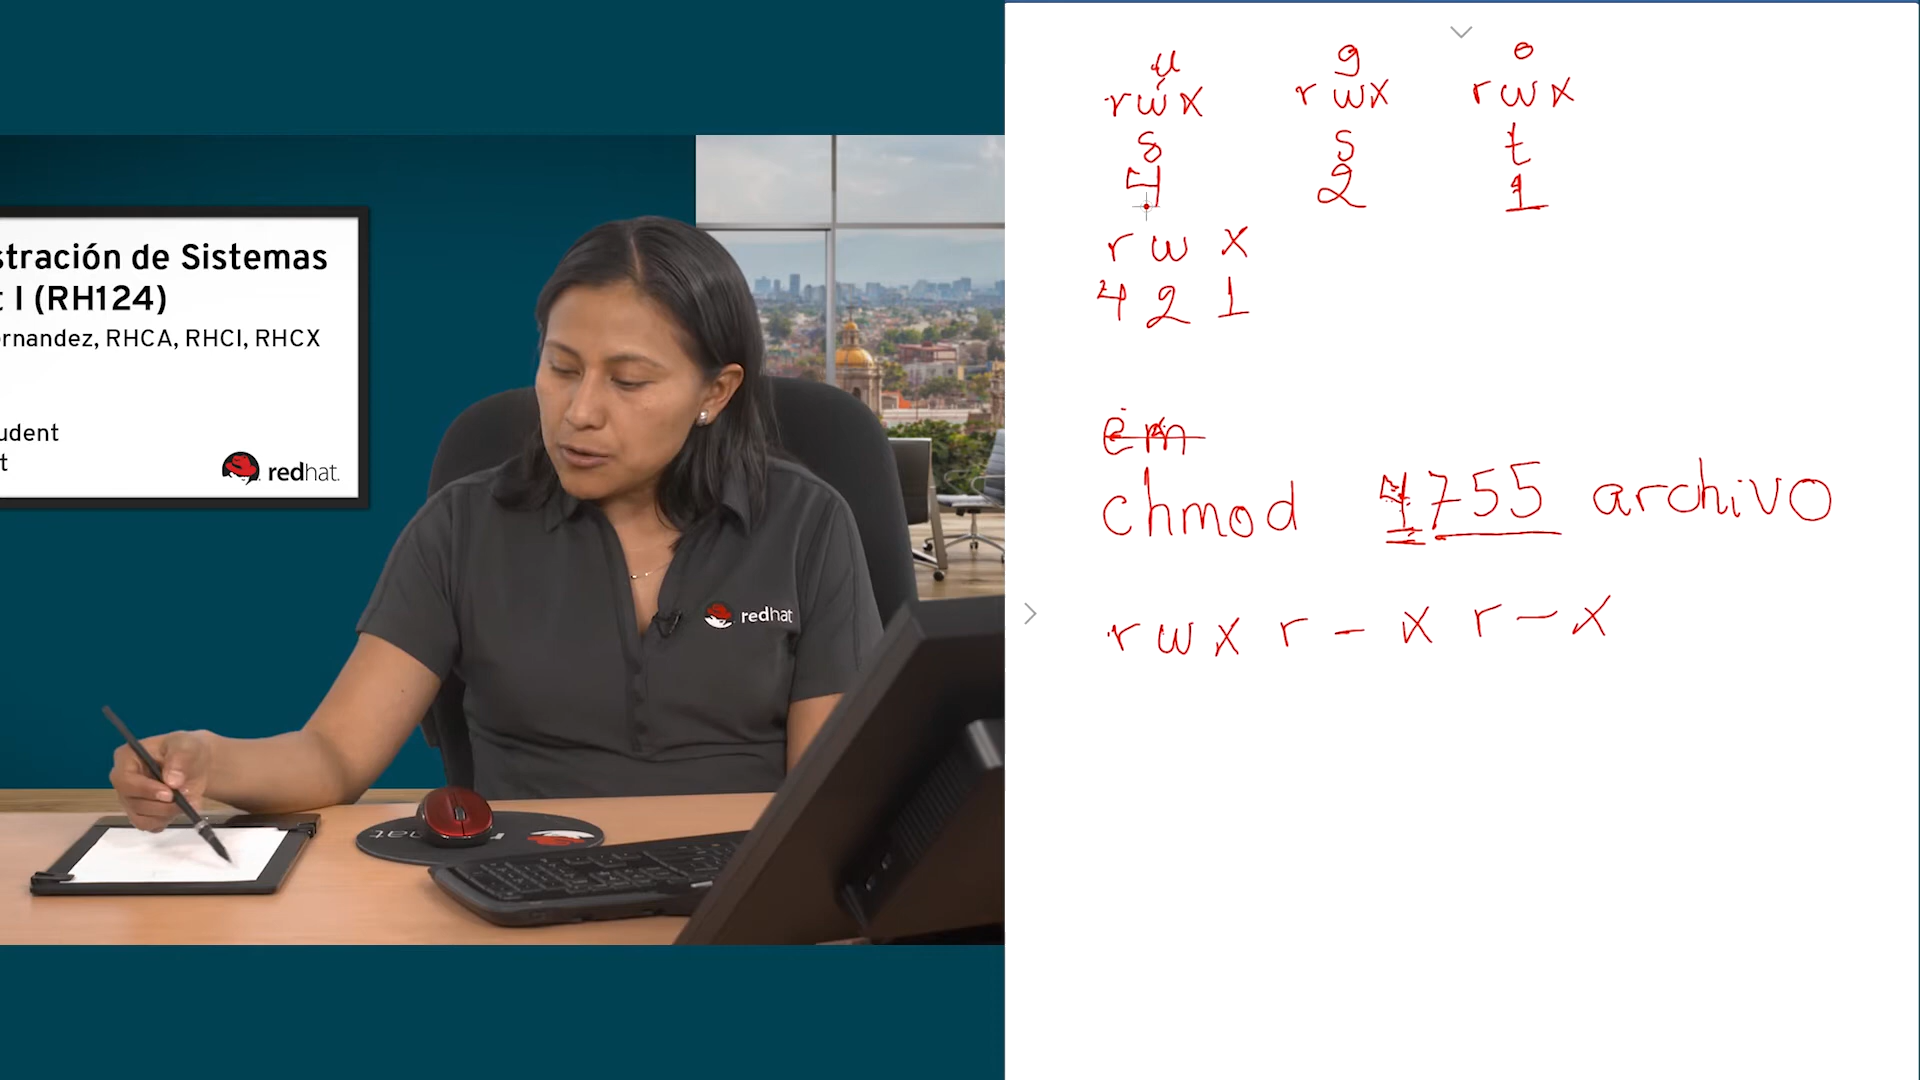 stración de Sistemas
t I (RH124)
ernandez, RHCA, RHCI, RHCX
udent
t
redhat.
redhat
u g o
rwx rwx rwx
s s t
4 2 1
r w x
4 2 1
em
chmod 4755 archivo
rwx r-x r-x